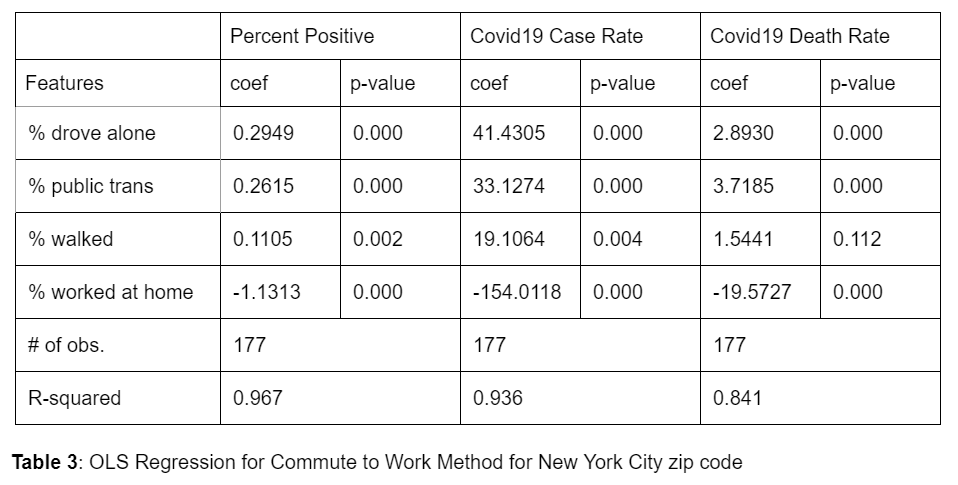 Percent Positive Covid19 Case Rate Covid19 Death Rate
Features coef p-value coef p-value coef p-value
% drove alone 0.2949 0.000 41.4305 0.000 2.8930 0.000
% public trans 0.2615 0.000 33.1274 0.000 3.7185 0.000
% walked 0.1105 0.002 19.1064 0.004 1.5441 0.112
% worked at home -1.1313 0.000 -154.0118 0.000 -19.5727 0.000
# of obs. 177 177 177
R-squared 0.967 0.936 0.841
Table 3: OLS Regression for Commute to Work Method for New York City zip code